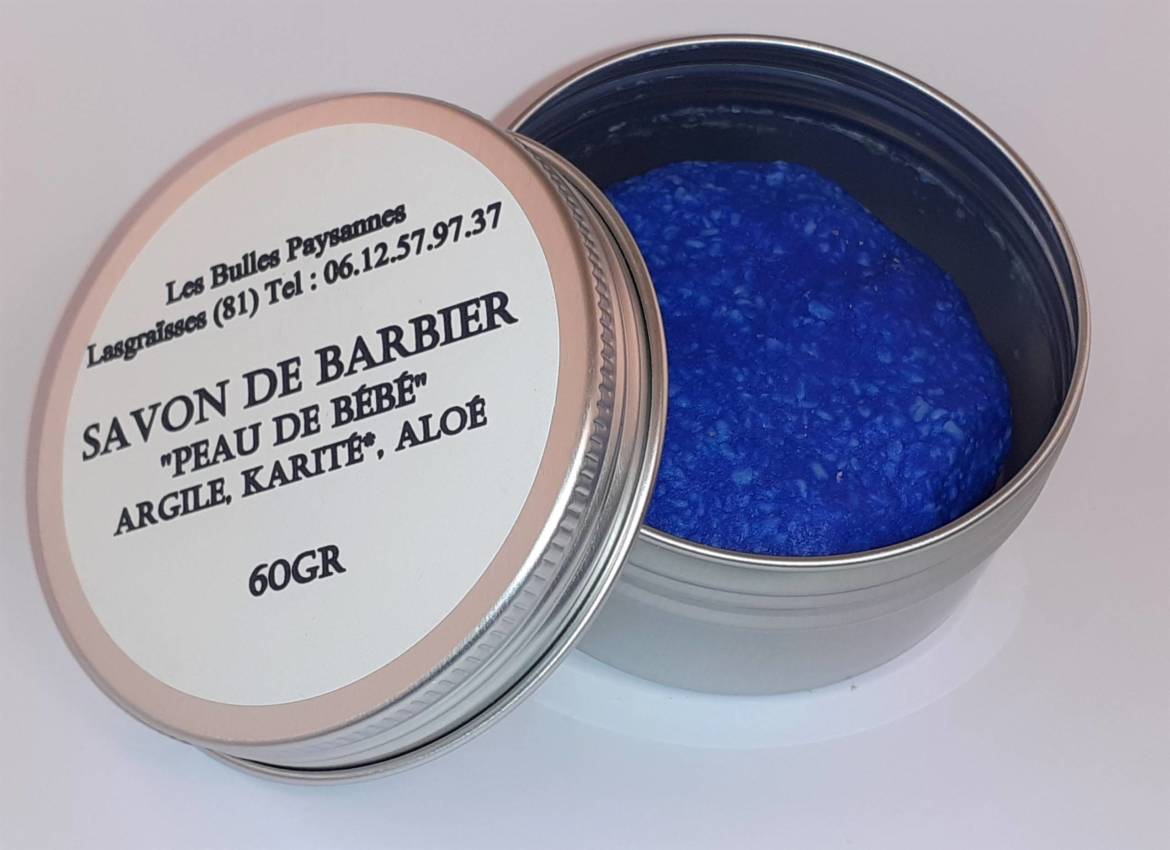 Les Bulles Paysannes
Lasgraïsses (81) Tel : 06.12.57.97.37
SAVON DE BARBIER
"PEAU DE BÉBÉ"
ARGILE, KARITÉ*, ALOÉ
60GR